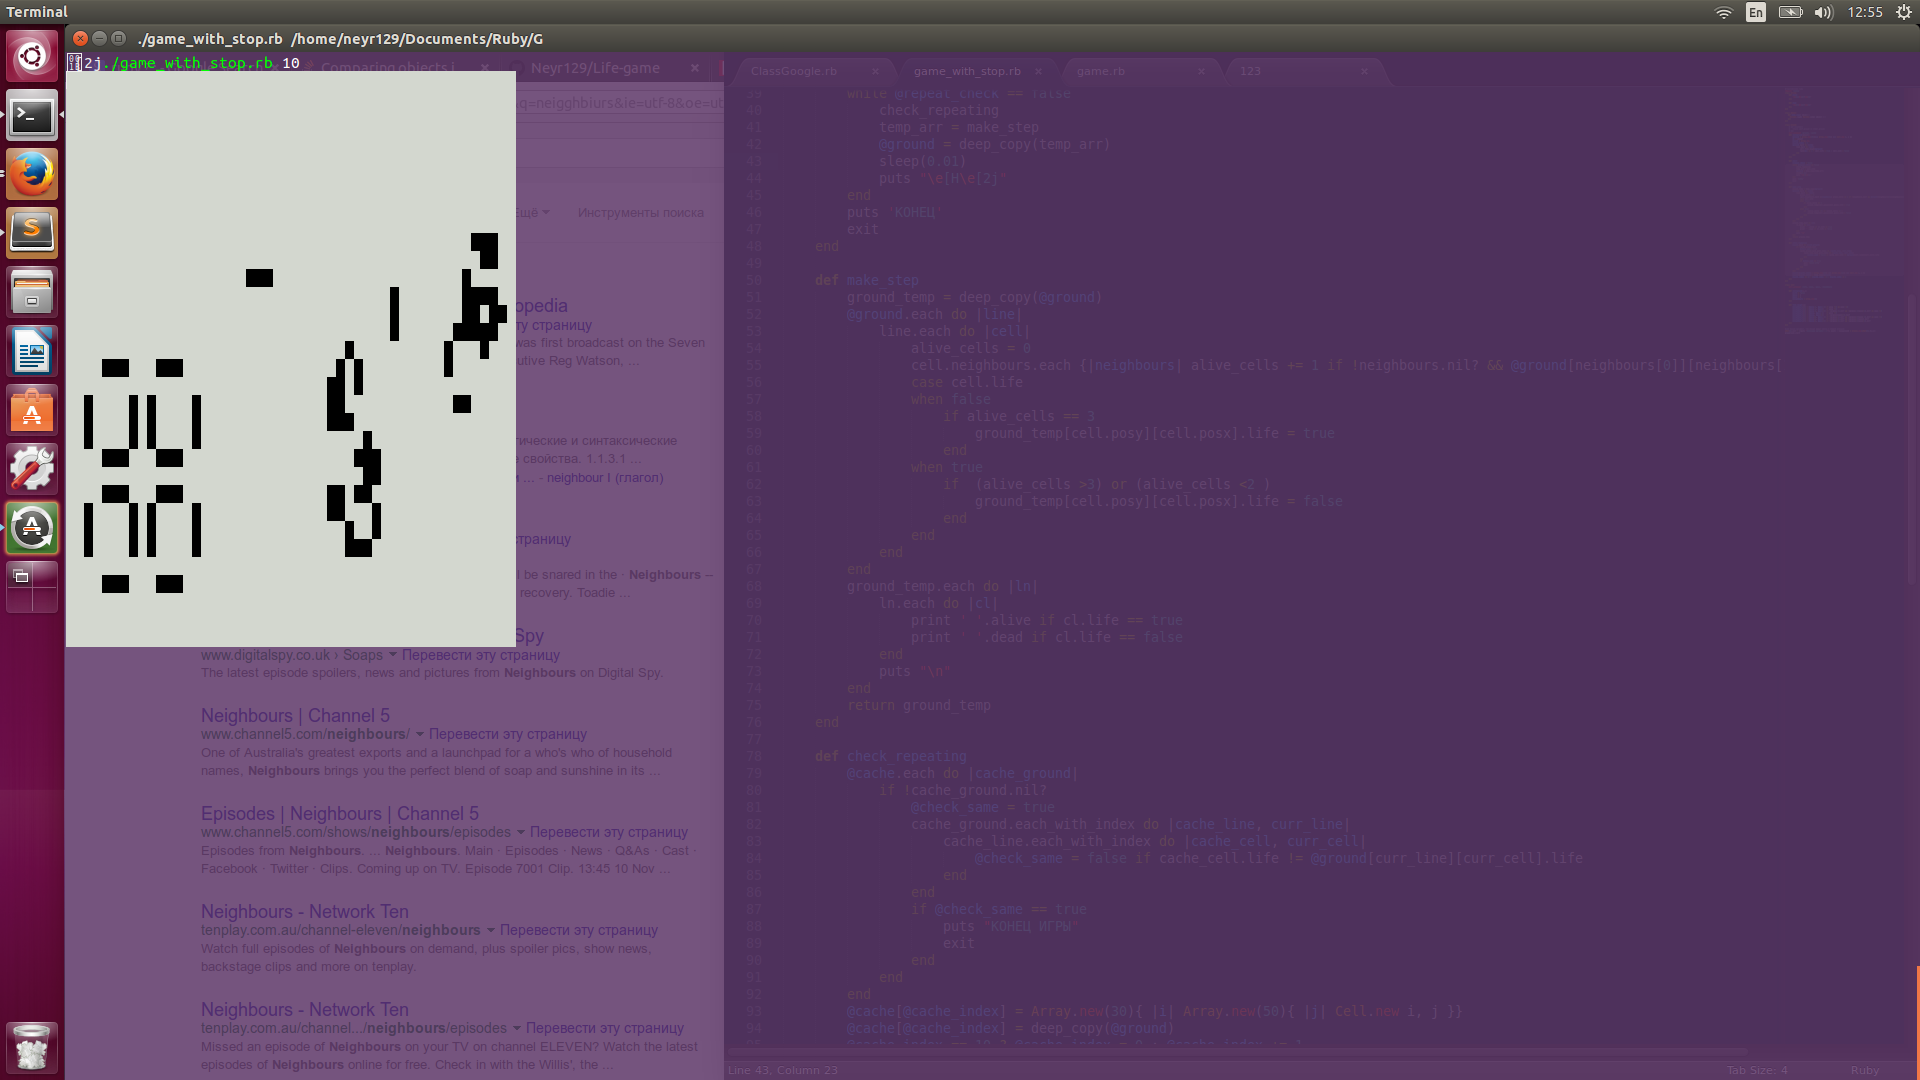 Terminal
En
12:55
./game_with_stop.rb /home/neyr129/Documents/Ruby/G
2j./game_with_stop.rb 10
Comparing objects i
Neyr129/Life-game
q=neigghbiurs&ie=utf-8&oe=ut
Ещё
Инструменты поиска
opedia
ту страницу
was first broadcast on the Seven
utive Reg Watson, ...
гические и синтаксические
свойства. 1.1.3.1 ...
neighbour I (глагол)
траницу
l be snared in the · Neighbours --
recovery. Toadie ...
Spy
www.digitalspy.co.uk › Soaps Перевести эту страницу
The latest episode spoilers, news and pictures from Neighbours on Digital Spy.
Neighbours | Channel 5
www.channel5.com/neighbours/ Перевести эту страницу
One of Australia's greatest exports and a launchpad for a who's who of household
names, Neighbours brings you the perfect blend of soap and sunshine in its ...
Episodes | Neighbours | Channel 5
www.channel5.com/shows/neighbours/episodes Перевести эту страницу
Episodes from Neighbours. ... Neighbours. Main · Episodes · News · Q&As · Cast ·
Facebook · Twitter · Clips. Coming up on TV. Episode 7001 Clip. 13:45 10 Nov ...
Neighbours - Network Ten
tenplay.com.au/channel-eleven/neighbours Перевести эту страницу
Watch full episodes of Neighbours on demand, plus spoiler pics, show news,
backstage clips and more on tenplay.
Neighbours - Network Ten
tenplay.com.au/channel.../neighbours/episodes Перевести эту страницу
Missed an episode of Neighbours on your TV on channel ELEVEN? Watch the latest
episodes of Neighbours online for free. Check in with the Willis', the ...
ClassGoogle.rb
game_with_stop.rb
game.rb
123
39 while @repeat_check == false
40 check_repeating
41 temp_arr = make_step
42 @ground = deep_copy(temp_arr)
43 sleep(0.01)
44 puts "\e[H\e[2j"
45 end
46 puts "КОНЕЦ"
47 exit
48 end
49
50 def make_step
51 ground_temp = deep_copy(@ground)
52 @ground.each do |line|
53 line.each do |cell|
54 alive_cells = 0
55 cell.neighbours.each {|neighbours| alive_cells += 1 if !neighbours.nil? && @ground[neighbours[0]][neighbours[
56 case cell.life
57 when false
58 if alive_cells == 3
59 ground_temp[cell.posy][cell.posx].life = true
60 end
61 when true
62 if (alive_cells >3) or (alive_cells <2 )
63 ground_temp[cell.posy][cell.posx].life = false
64 end
65 end
66 end
67 end
68 ground_temp.each do |ln|
69 ln.each do |cl|
70 print ' '.alive if cl.life == true
71 print ' '.dead if cl.life == false
72 end
73 puts "\n"
74 end
75 return ground_temp
76 end
77
78 def check_repeating
79 @cache.each do |cache_ground|
80 if !cache_ground.nil?
81 @check_same = true
82 cache_ground.each_with_index do |cache_line, curr_line|
83 cache_line.each_with_index do |cache_cell, curr_cell|
84 @check_same = false if cache_cell.life != @ground[curr_line][curr_cell].life
85 end
86 end
87 if @check_same == true
88 puts "КОНЕЦ ИГРЫ"
89 exit
90 end
91 end
92 end
93 @cache[@cache_index] = Array.new(30){ |i| Array.new(50){ |j| Cell.new i, j }}
94 @cache[@cache_index] = deep_copy(@ground)
Line 43, Column 23
Tab Size: 4
Ruby